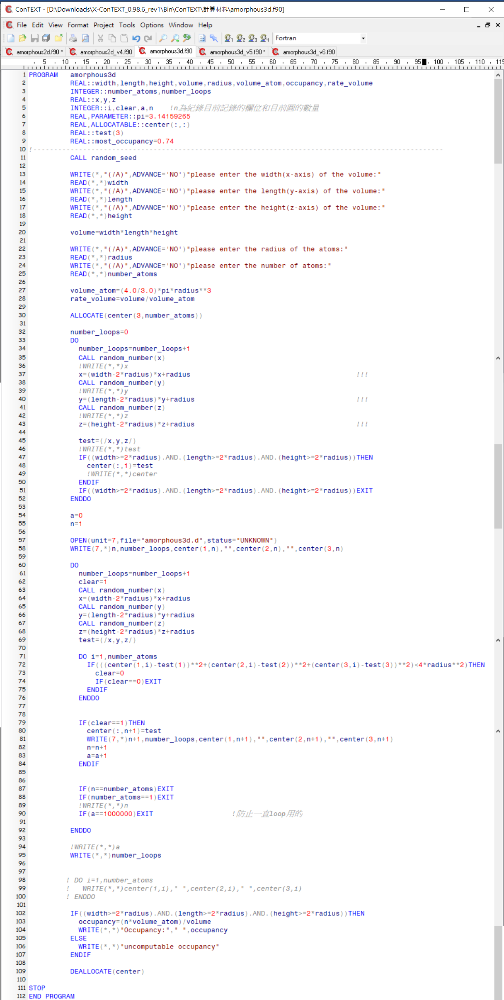 ConTEXT - [D:\Downloads\X-ConTEXT_0.98.6_rev1\Bin\ConTEXT\計算材料\amorphous3d.f90]
File Edit View Format Project Tools Options Window Help
1 2 3 4 Fortran
amorphous2d.f90 * amorphous2d_v4.f90 amorphous3d.f90 amorphous3d_v5.f90 * amorphous3d_v6.f90
5 10 15 20 25 30 35 40 45 50 55 60 65 70 75 80 85 90 95 100 105 110 115
1 PROGRAM   amorphous3d
2           REAL::width,length,height,volume,radius,volume_atom,occupancy,rate_volume
3           INTEGER::number_atoms,number_loops
4           REAL::x,y,z
5           INTEGER::i,clear,a,n    !n為紀錄目前記錄的欄位和目前圓的數量
6           REAL,PARAMETER::pi=3.14159265
7           REAL,ALLOCATABLE::center(:,:)
8           REAL::test(3)
9           REAL::most_occupancy=0.74
10 !---------------------------------------------------------------------------------------------------
11           CALL random_seed
12
13           WRITE(*,"(/A)",ADVANCE='NO')"please enter the width(x-axis) of the volume:"
14           READ(*,*)width
15           WRITE(*,"(/A)",ADVANCE='NO')"please enter the length(y-axis) of the volume:"
16           READ(*,*)length
17           WRITE(*,"(/A)",ADVANCE='NO')"please enter the height(z-axis) of the volume:"
18           READ(*,*)height
19
20           volume=width*length*height
21
22           WRITE(*,"(/A)",ADVANCE='NO')"please enter the radius of the atoms:"
23           READ(*,*)radius
24           WRITE(*,"(/A)",ADVANCE='NO')"please enter the number of atoms:"
25           READ(*,*)number_atoms
26
27           volume_atom=(4.0/3.0)*pi*radius**3
28           rate_volume=volume/volume_atom
29
30           ALLOCATE(center(3,number_atoms))
31
32           number_loops=0
33           DO
34             number_loops=number_loops+1
35             CALL random_number(x)
36             !WRITE(*,*)x
37             x=(width-2*radius)*x+radius                                        !!!
38             CALL random_number(y)
39             !WRITE(*,*)y
40             y=(length-2*radius)*y+radius                                       !!!
41             CALL random_number(z)
42             !WRITE(*,*)z
43             z=(height-2*radius)*z+radius                                       !!!
44
45             test=(/x,y,z/)
46             !WRITE(*,*)test
47             IF((width>=2*radius).AND.(length>=2*radius).AND.(height>=2*radius))THEN
48               center(:,1)=test
49               !WRITE(*,*)center
50             ENDIF
51             IF((width>=2*radius).AND.(length>=2*radius).AND.(height>=2*radius))EXIT
52           ENDDO
53
54           a=0
55           n=1
56
57           OPEN(unit=7,file="amorphous3d.d",status="UNKNOWN")
58           WRITE(7,*)n,number_loops,center(1,n),"",center(2,n),"",center(3,n)
59
60           DO
61             number_loops=number_loops+1
62             clear=1
63             CALL random_number(x)
64             x=(width-2*radius)*x+radius
65             CALL random_number(y)
66             y=(length-2*radius)*y+radius
67             CALL random_number(z)
68             z=(height-2*radius)*z+radius
69             test=(/x,y,z/)
70
71             DO i=1,number_atoms
72               IF(((center(1,i)-test(1))**2+(center(2,i)-test(2))**2+(center(3,i)-test(3))**2)<4*radius**2)THEN
73                 clear=0
74                 IF(clear==0)EXIT
75               ENDIF
76             ENDDO
77
78
79             IF(clear==1)THEN
80               center(:,n+1)=test
81               WRITE(7,*)n+1,number_loops,center(1,n+1),"",center(2,n+1),"",center(3,n+1)
82               n=n+1
83               a=a+1
84             ENDIF
85
86
87             IF(n==number_atoms)EXIT
88             IF(number_atoms==1)EXIT
89             !WRITE(*,*)n
90             IF(a==1000000)EXIT                   !防止一直loop用的
91
92           ENDDO
93
94           !WRITE(*,*)a
95           WRITE(*,*)number_loops
96
97
98          ! DO i=1,number_atoms
99          !   WRITE(*,*)center(1,i)," ",center(2,i)," ",center(3,i)
100          ! ENDDO
101
102           IF((width>=2*radius).AND.(length>=2*radius).AND.(height>=2*radius))THEN
103             occupancy=(n*volume_atom)/volume
104             WRITE(*,*)"Occupancy:"," ",occupancy
105           ELSE
106             WRITE(*,*)"uncomputable occupancy"
107           ENDIF
108
109           DEALLOCATE(center)
110
111 STOP
112 END PROGRAM